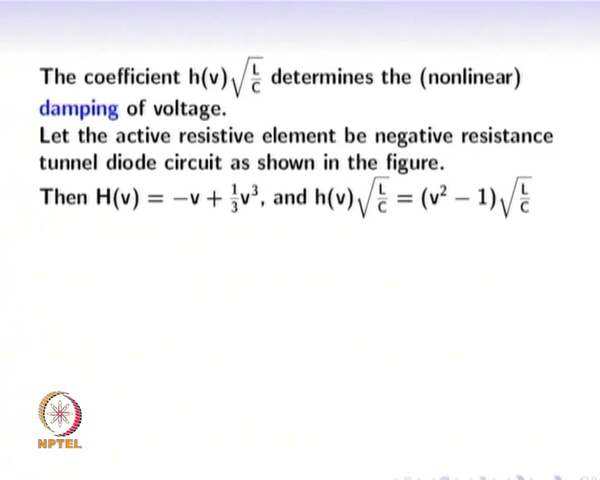 The coefficient h(v)√(L/C) determines the (nonlinear)
damping of voltage.
Let the active resistive element be negative resistance
tunnel diode circuit as shown in the figure.
Then H(v) = −v + ⅓v³, and h(v)√(L/C) = (v² − 1)√(L/C)
NPTEL